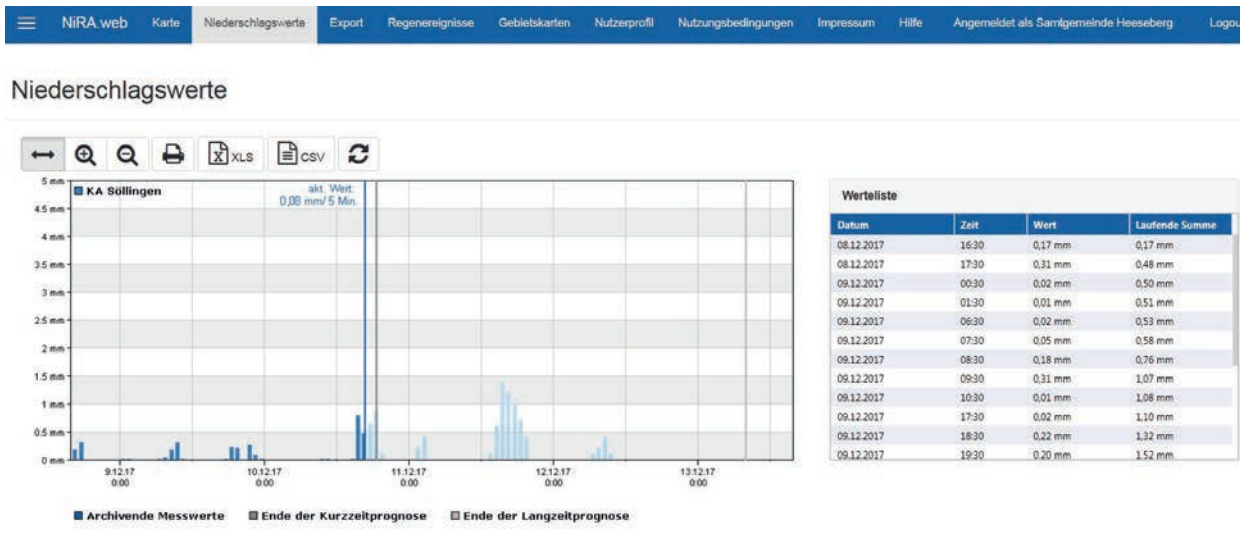 NiRA.web Karte Niederschlagswerte Export Regenereignisse Gebietskarten Nutzerprofil Nutzungsbedingungen Impressum Hilfe Angemeldet als Samtgemeinde Heeseberg Logou
Niederschlagswerte
XLS CSV
KA Söllingen
akt. Wert:
0,08 mm/ 5 Min.
5 mm
4.5 mm
4 mm
3.5 mm
3 mm
2.5 mm
2 mm
1.5 mm
1 mm
0.5 mm
0 mm
9.12.17 10.12.17 11.12.17 12.12.17 13.12.17
0:00 0:00 0:00 0:00 0:00
Archivende Messwerte Ende der Kurzzeitprognose Ende der Langzeitprognose
Werteliste
Datum Zeit Wert Laufende Summe
08.12.2017 16:30 0,17 mm 0,17 mm
08.12.2017 17:30 0,31 mm 0,48 mm
09.12.2017 00:30 0,02 mm 0,50 mm
09.12.2017 01:30 0,01 mm 0,51 mm
09.12.2017 06:30 0,02 mm 0,53 mm
09.12.2017 07:30 0,05 mm 0,58 mm
09.12.2017 08:30 0,18 mm 0,76 mm
09.12.2017 09:30 0,31 mm 1,07 mm
09.12.2017 10:30 0,01 mm 1,08 mm
09.12.2017 17:30 0,02 mm 1,10 mm
09.12.2017 18:30 0,22 mm 1,32 mm
09.12.2017 19:30 0,20 mm 1,52 mm